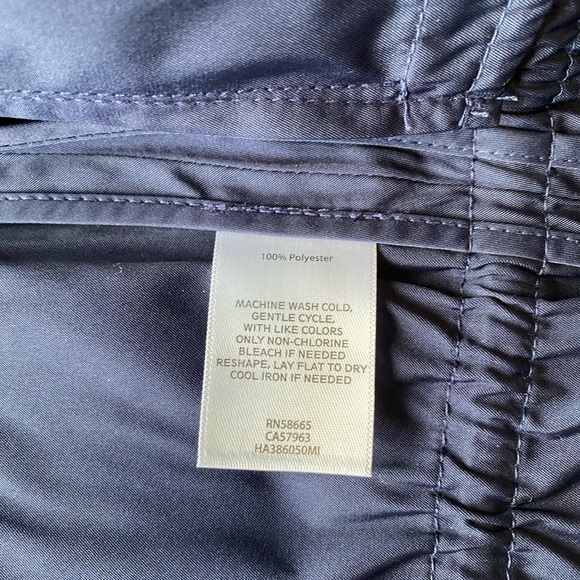 100% Polyester
MACHINE WASH COLD,
GENTLE CYCLE,
WITH LIKE COLORS
ONLY NON-CHLORINE
BLEACH IF NEEDED
RESHAPE, LAY FLAT TO DRY
COOL IRON IF NEEDED
RN58665
CA57963
HA386050MI